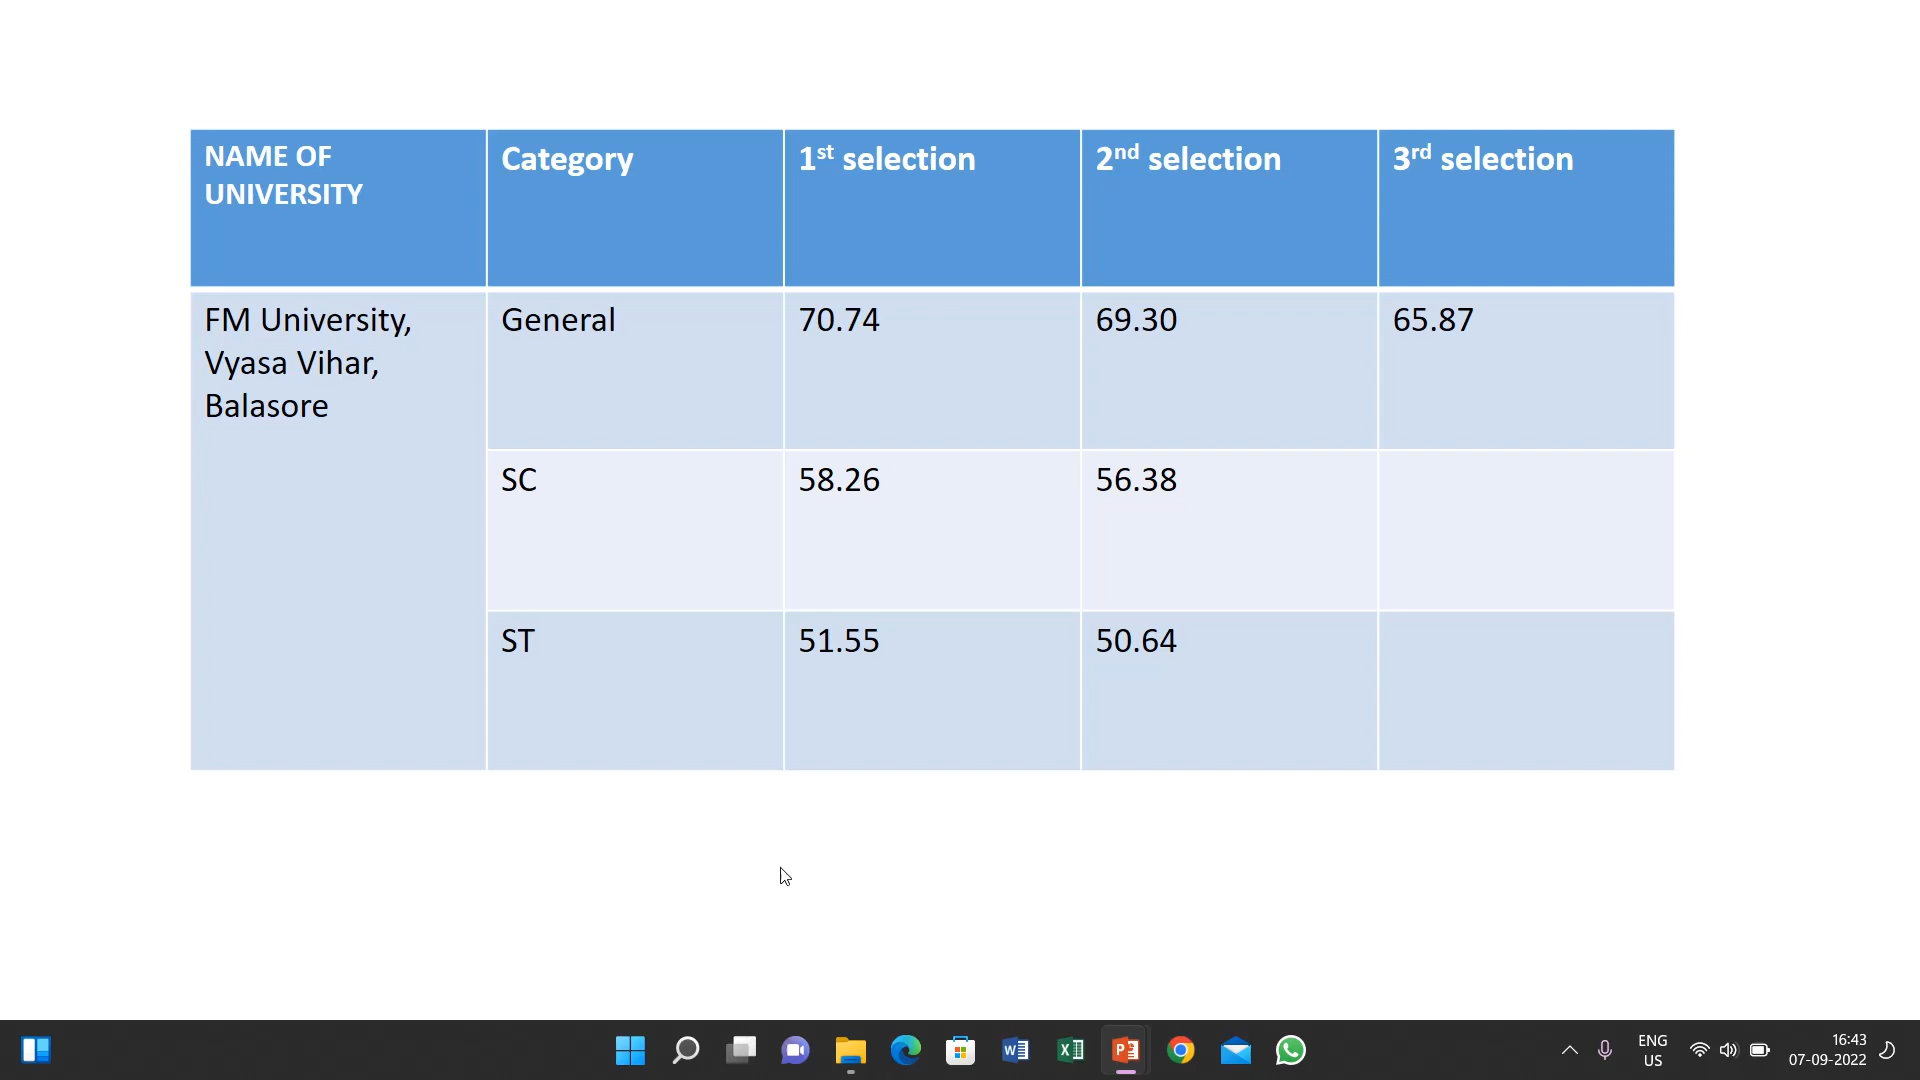 NAME OF
UNIVERSITY
Category
1st selection
2nd selection
3rd selection
FM University,
Vyasa Vihar,
Balasore
General
70.74
69.30
65.87
SC
58.26
56.38
ST
51.55
50.64
ENG
US
16:43
07-09-2022